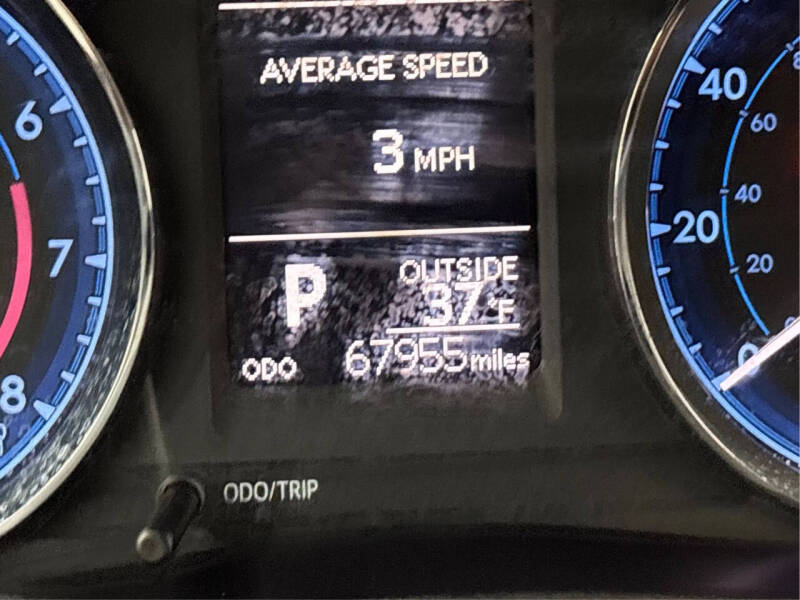 AVERAGE SPEED
3 MPH
P
OUTSIDE
37°F
ODO 67955 miles
ODO/TRIP
6
7
8
40
20
0
60
40
20